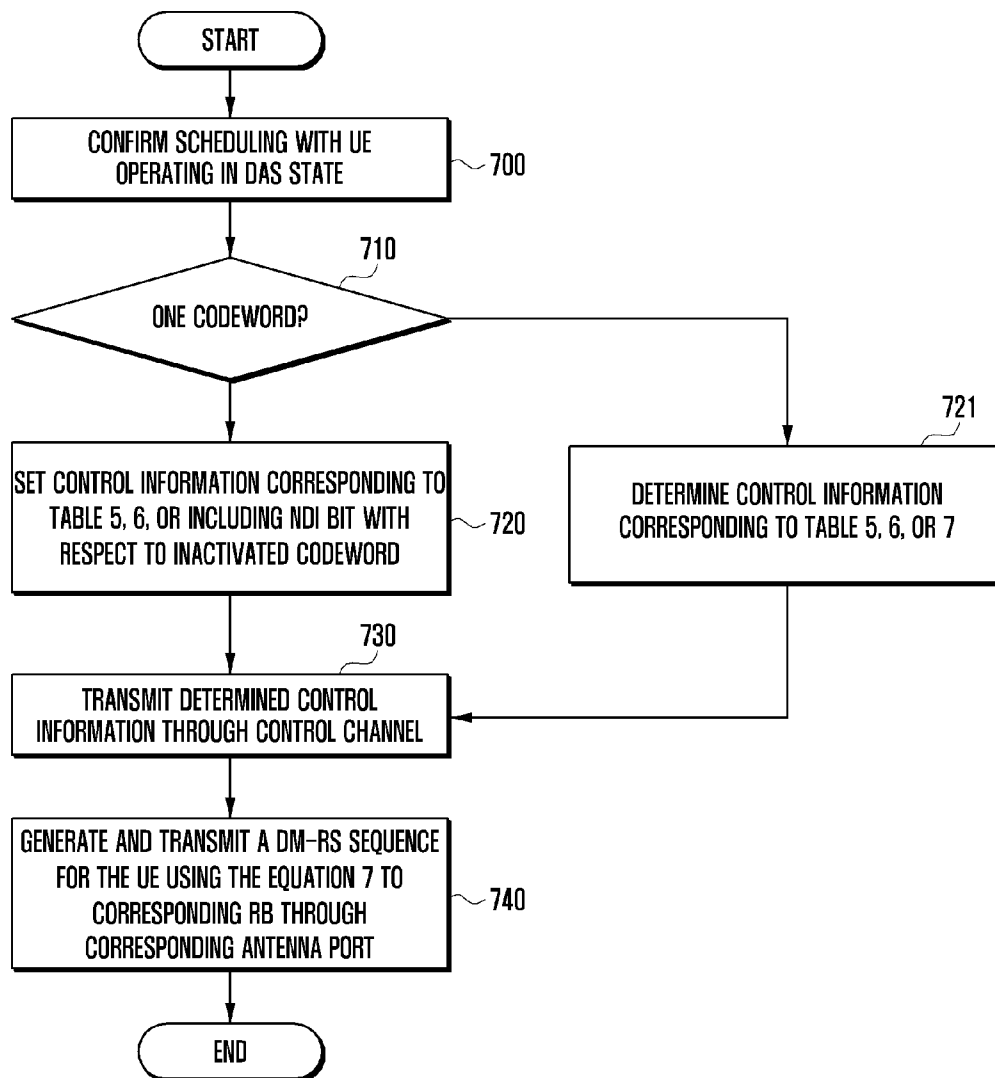 START
CONFIRM SCHEDULING WITH UE
OPERATING IN DAS STATE
700
710
ONE CODEWORD?
721
SET CONTROL INFORMATION CORRESPONDING TO
TABLE 5, 6, OR INCLUDING NDI BIT WITH
RESPECT TO INACTIVATED CODEWORD
720
DETERMINE CONTROL INFORMATION
CORRESPONDING TO TABLE 5, 6, OR 7
730
TRANSMIT DETERMINED CONTROL
INFORMATION THROUGH CONTROL CHANNEL
GENERATE AND TRANSMIT A DM-RS SEQUENCE
FOR THE UE USING THE EQUATION 7 TO
CORRESPONDING RB THROUGH
CORRESPONDING ANTENNA PORT
740
END